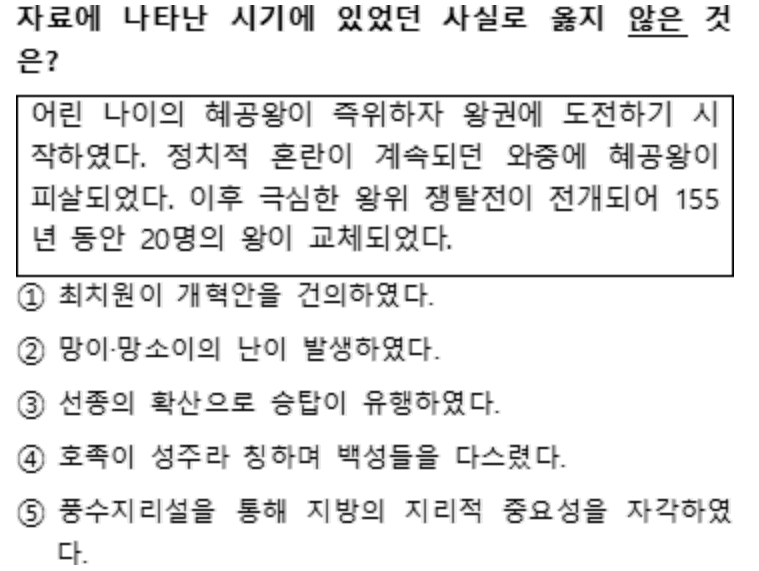 자료에 나타난 시기에 있었던 사실로 옳지 않은 것
은?
어린 나이의 혜공왕이 즉위하자 왕권에 도전하기 시
작하였다. 정치적 혼란이 계속되던 와중에 혜공왕이
피살되었다. 이후 극심한 왕위 쟁탈전이 전개되어 155
년 동안 20명의 왕이 교체되었다.
① 최치원이 개혁안을 건의하였다.
② 망이·망소이의 난이 발생하였다.
③ 선종의 확산으로 승탑이 유행하였다.
④ 호족이 성주라 칭하며 백성들을 다스렸다.
⑤ 풍수지리설을 통해 지방의 지리적 중요성을 자각하였
다.